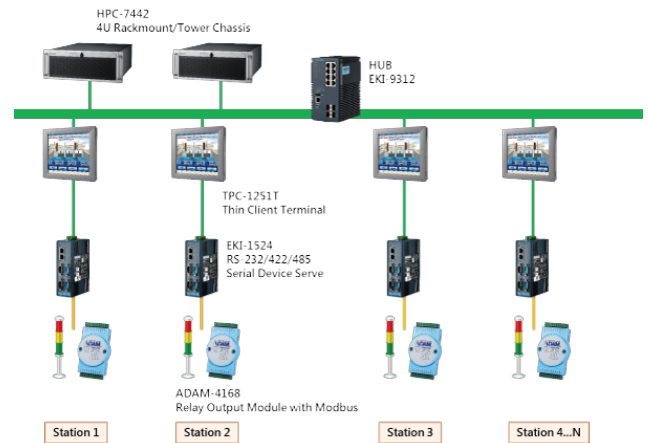 HPC-7442
4U Rackmount/Tower Chassis
HUB
EKI-9312
TPC-1251T
Thin Client Terminal
EKI-1524
RS-232/422/485
Serial Device Serve
ADAM-4168
Relay Output Module with Modbus
Station 1
Station 2
Station 3
Station 4...N